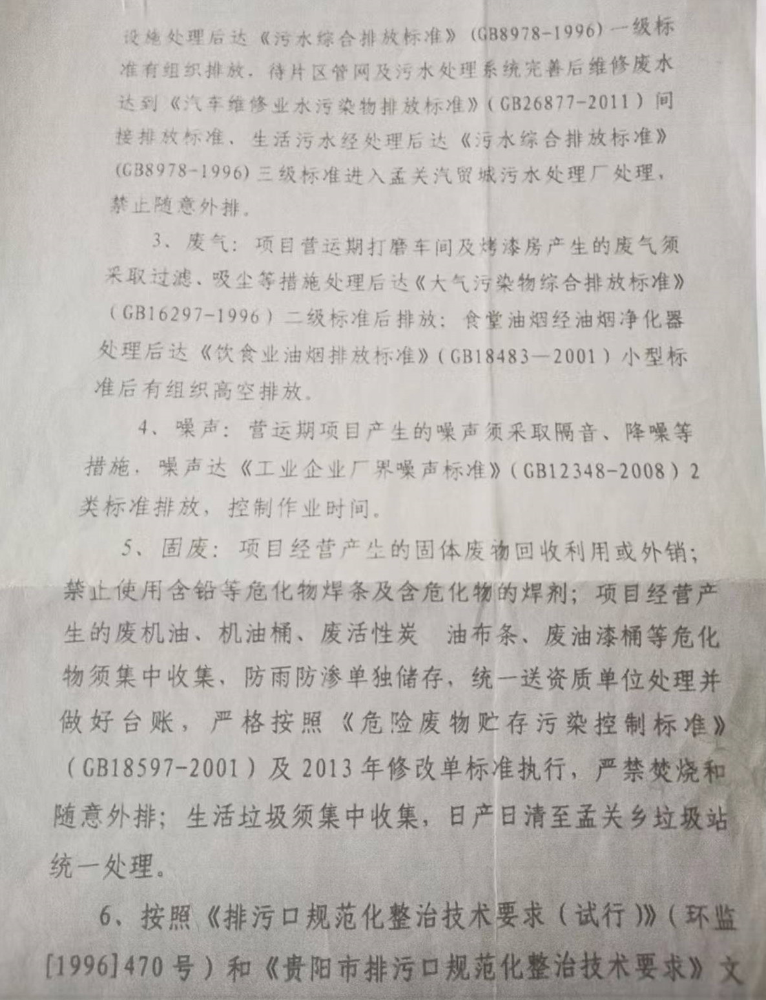 设施处理后达《污水综合排放标准》(GB8978-1996)一级标
准有组织排放，待片区管网及污水处理系统完善后维修废水
达到《汽车维修业水污染物排放标准》(GB26877-2011)间
接排放标准、生活污水经处理后达《污水综合排放标准》
(GB8978-1996)三级标准进入孟关汽贸城污水处理厂处理，
禁止随意外排。
3、废气：项目营运期打磨车间及烤漆房产生的废气须
采取过滤、吸尘等措施处理后达《大气污染物综合排放标准》
(GB16297-1996)二级标准后排放；食堂油烟经油烟净化器
处理后达《饮食业油烟排放标准》(GB18483—2001)小型标
准后有组织高空排放。
4、噪声：营运期项目产生的噪声须采取隔音、降噪等
措施，噪声达《工业企业厂界噪声标准》(GB12348-2008)2
类标准排放，控制作业时间。
5、固废：项目经营产生的固体废物回收利用或外销；
禁止使用含铅等危化物焊条及含危化物的焊剂；项目经营产
生的废机油、机油桶、废活性炭 油布条、废油漆桶等危化
物须集中收集，防雨防渗单独储存，统一送资质单位处理并
做好台账，严格按照《危险废物贮存污染控制标准》
(GB18597-2001)及2013年修改单标准执行，严禁焚烧和
随意外排；生活垃圾须集中收集，日产日清至孟关乡垃圾站
统一处理。
6、按照《排污口规范化整治技术要求(试行)》(环监
[1996]470号)和《贵阳市排污口规范化整治技术要求》文